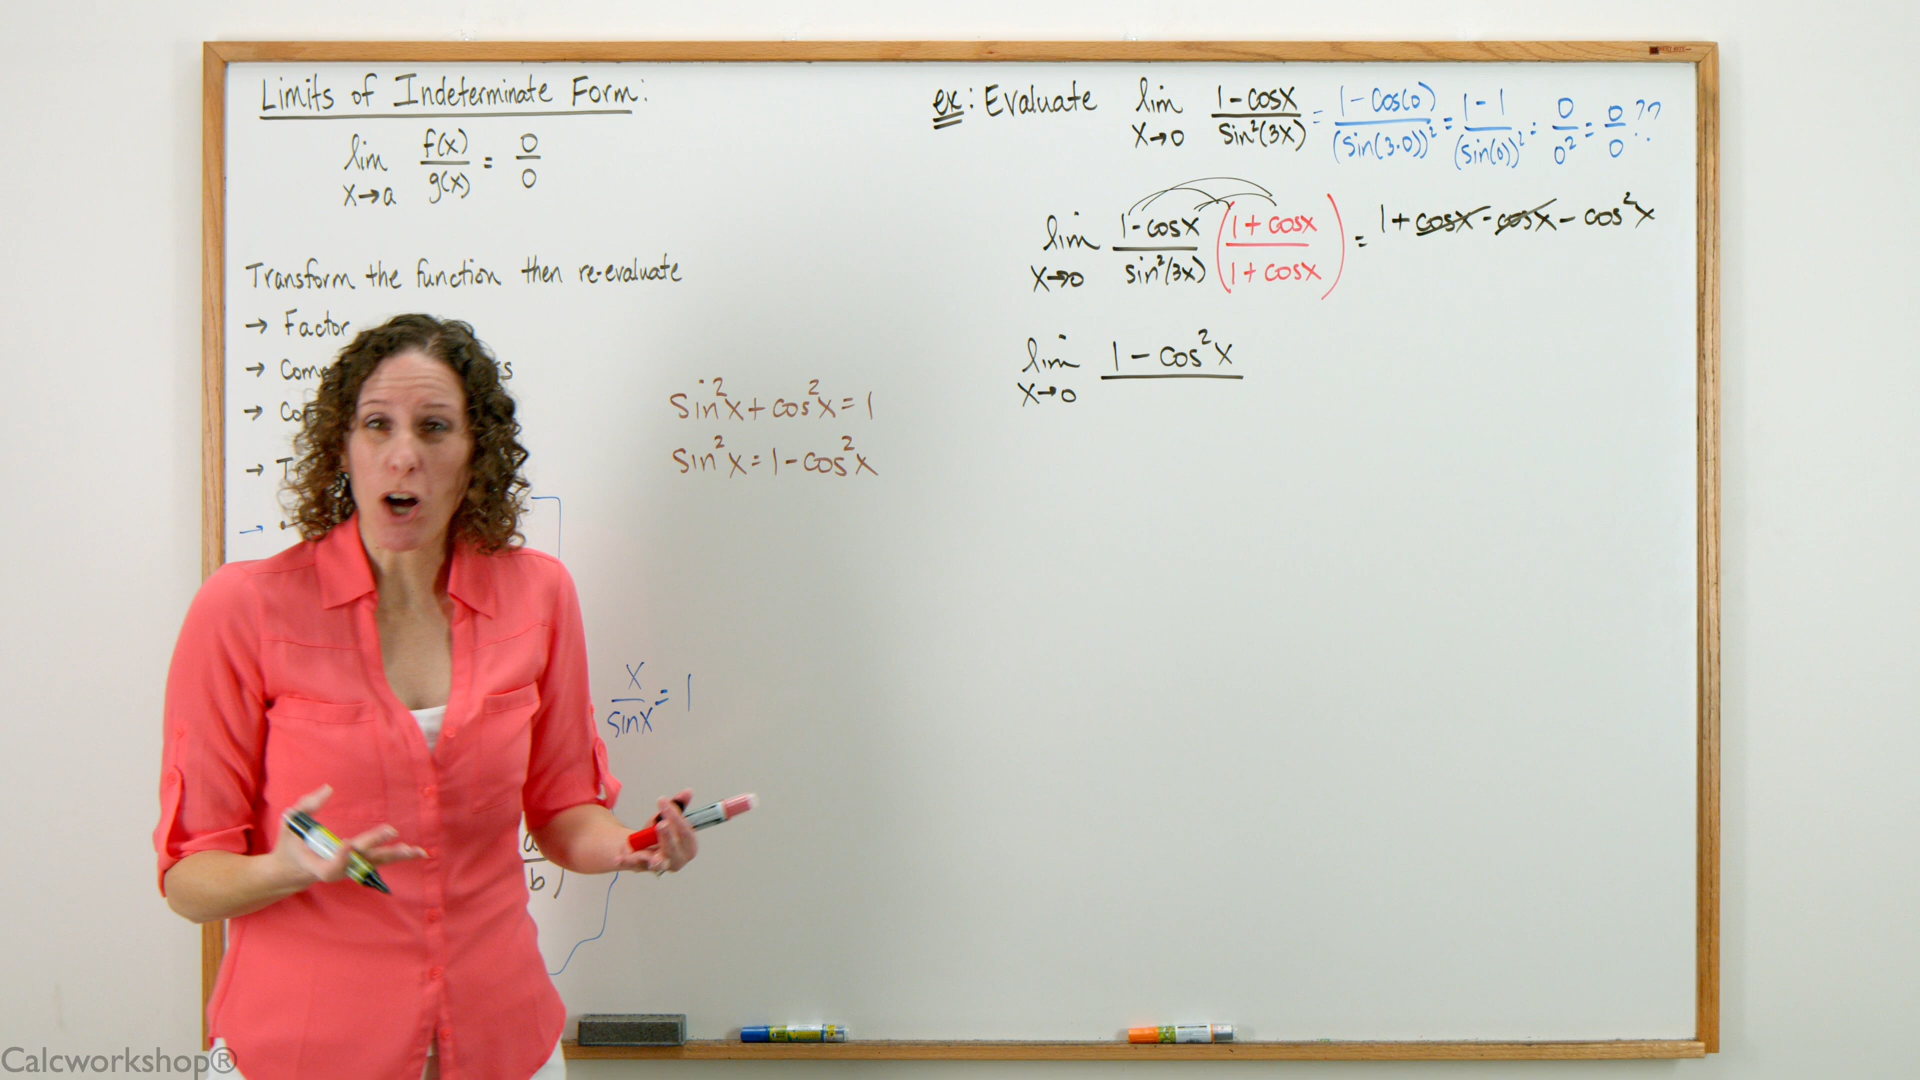 Limits of Indeterminate Form:
lim x→a f(x)/g(x) = 0/0
Transform the function then re-evaluate
→ Factor
→
→
→
→
sin²x + cos²x = 1
sin²x = 1 - cos²x
x/sinx = 1
b)
ex: Evaluate lim x→0 1-cosx/sin²(3x) = 1-cos(0)/(sin(3·0))² = 1-1/(sin(0))² = 0/0² = 0/0 ??
lim x→0 1-cosx/sin²(3x) (1+cosx/1+cosx) = 1+cosx-cosx-cos²x
lim x→0 1-cos²x
Calcworkshop®